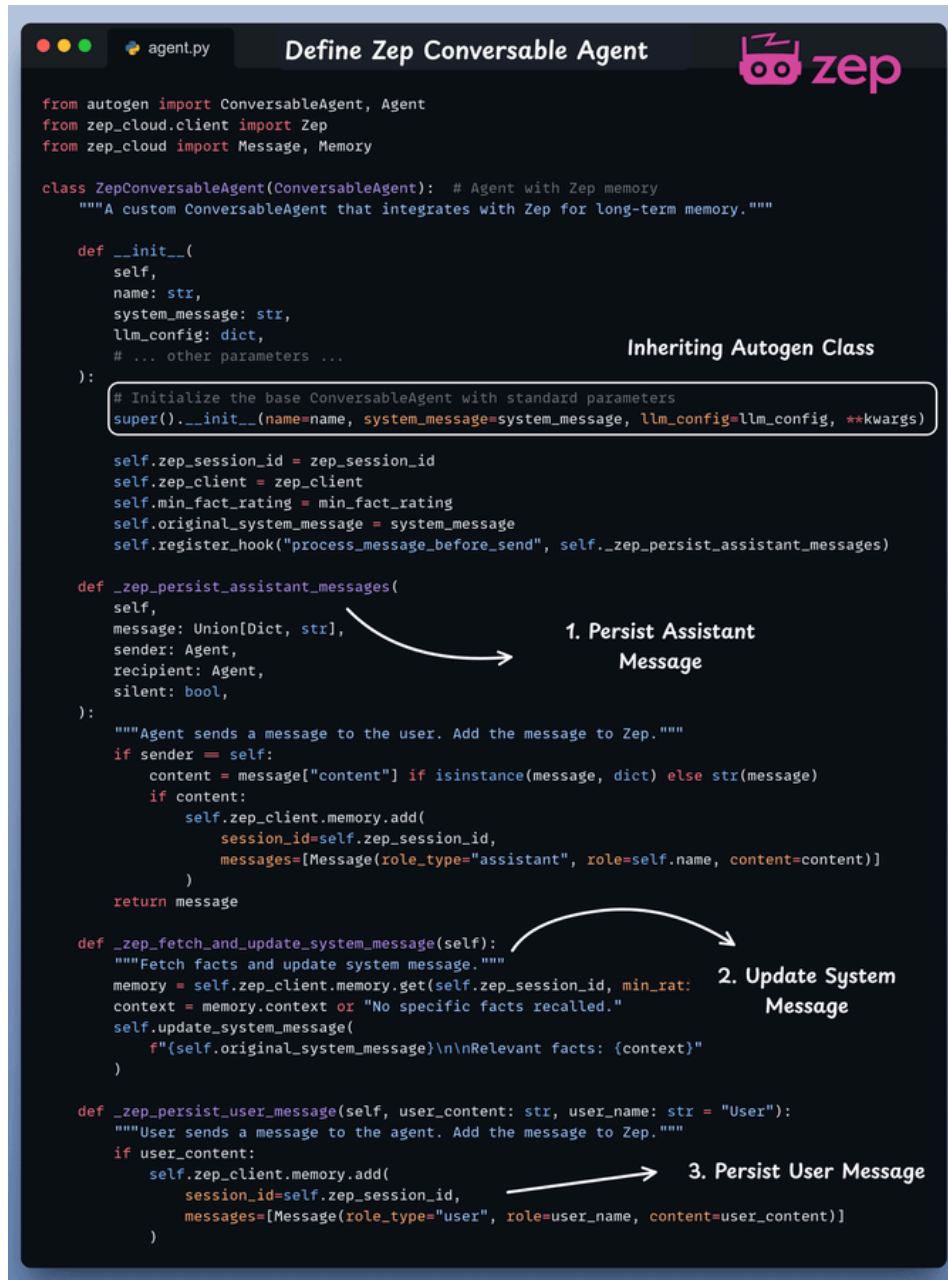 agent.py
Define Zep Conversable Agent
zep
from autogen import ConversableAgent, Agent
from zep_cloud.client import Zep
from zep_cloud import Message, Memory
class ZepConversableAgent(ConversableAgent):  # Agent with Zep memory
    """A custom ConversableAgent that integrates with Zep for long-term memory."""
    def __init__(
        self,
        name: str,
        system_message: str,
        llm_config: dict,
        # ... other parameters ...
Inheriting Autogen Class
    ):
        # Initialize the base ConversableAgent with standard parameters
        super().__init__(name=name, system_message=system_message, llm_config=llm_config, **kwargs)
        self.zep_session_id = zep_session_id
        self.zep_client = zep_client
        self.min_fact_rating = min_fact_rating
        self.original_system_message = system_message
        self.register_hook("process_message_before_send", self._zep_persist_assistant_messages)
    def _zep_persist_assistant_messages(
        self,
        message: Union[Dict, str],
        sender: Agent,
        recipient: Agent,
        silent: bool,
    ):
1. Persist Assistant
Message
        """Agent sends a message to the user. Add the message to Zep."""
        if sender == self:
            content = message["content"] if isinstance(message, dict) else str(message)
            if content:
                self.zep_client.memory.add(
                    session_id=self.zep_session_id,
                    messages=[Message(role_type="assistant", role=self.name, content=content)]
                )
        return message
    def _zep_fetch_and_update_system_message(self):
        """Fetch facts and update system message."""
        memory = self.zep_client.memory.get(self.zep_session_id, min_rat
        context = memory.context or "No specific facts recalled."
        self.update_system_message(
            f"{self.original_system_message}\n\nRelevant facts: {context}"
        )
2. Update System
Message
    def _zep_persist_user_message(self, user_content: str, user_name: str = "User"):
        """User sends a message to the agent. Add the message to Zep."""
        if user_content:
            self.zep_client.memory.add(
                session_id=self.zep_session_id,
                messages=[Message(role_type="user", role=user_name, content=user_content)]
            )
3. Persist User Message